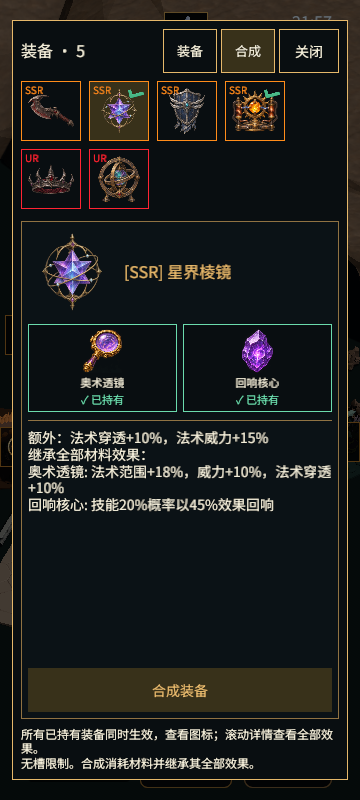 装备 · 5
装备
合成
关闭
SSR
SSR
SSR
SSR
UR
UR
[SSR] 星界棱镜
奥术透镜
✓ 已持有
回响核心
✓ 已持有
额外：法术穿透+10%，法术威力+15%
继承全部材料效果：
奥术透镜: 法术范围+18%，威力+10%，法术穿透
+10%
回响核心: 技能20%概率以45%效果回响
合成装备
所有已持有装备同时生效，查看图标；滚动详情查看全部效
果。
无槽限制。合成消耗材料并继承其全部效果。